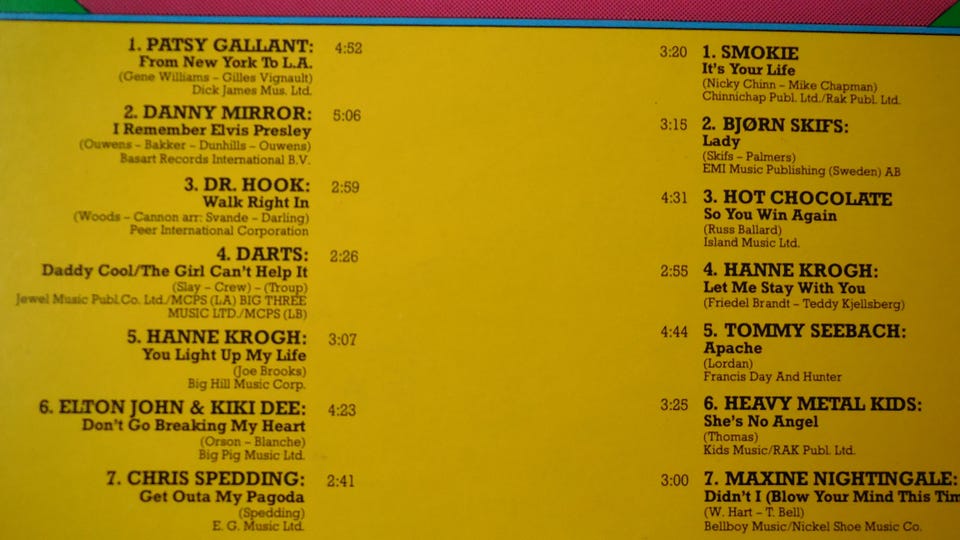 1. PATSY GALLANT: 4:52
From New York To L.A.
(Gene Williams – Gilles Vignault)
Dick James Mus. Ltd.
2. DANNY MIRROR: 5:06
I Remember Elvis Presley
(Ouwens – Bakker – Dunhills – Ouwens)
Basart Records International B.V.
3. DR. HOOK: 2:59
Walk Right In
(Woods – Cannon arr: Svande – Darling)
Peer International Corporation
4. DARTS: 2:26
Daddy Cool/The Girl Can't Help It
(Slay – Crew) – (Troup)
Jewel Music Publ.Co. Ltd./MCPS (LA) BIG THREE
MUSIC LTD./MCPS (LB)
5. HANNE KROGH: 3:07
You Light Up My Life
(Joe Brooks)
Big Hill Music Corp.
6. ELTON JOHN & KIKI DEE: 4:23
Don't Go Breaking My Heart
(Orson – Blanche)
Big Pig Music Ltd.
7. CHRIS SPEDDING: 2:41
Get Outa My Pagoda
(Spedding)
E. G. Music Ltd.
3:20 1. SMOKIE
It's Your Life
(Nicky Chinn – Mike Chapman)
Chinnichap Publ. Ltd./Rak Publ. Ltd.
3:15 2. BJØRN SKIFS:
Lady
(Skifs – Palmers)
EMI Music Publishing (Sweden) AB
4:31 3. HOT CHOCOLATE
So You Win Again
(Russ Ballard)
Island Music Ltd.
2:55 4. HANNE KROGH:
Let Me Stay With You
(Friedel Brandt – Teddy Kjellsberg)
4:44 5. TOMMY SEEBACH:
Apache
(Lordan)
Francis Day And Hunter
3:25 6. HEAVY METAL KIDS:
She's No Angel
(Thomas)
Kids Music/RAK Publ. Ltd.
3:00 7. MAXINE NIGHTINGALE:
Didn't I (Blow Your Mind This Tim
(W. Hart – T. Bell)
Bellboy Music/Nickel Shoe Music Co.